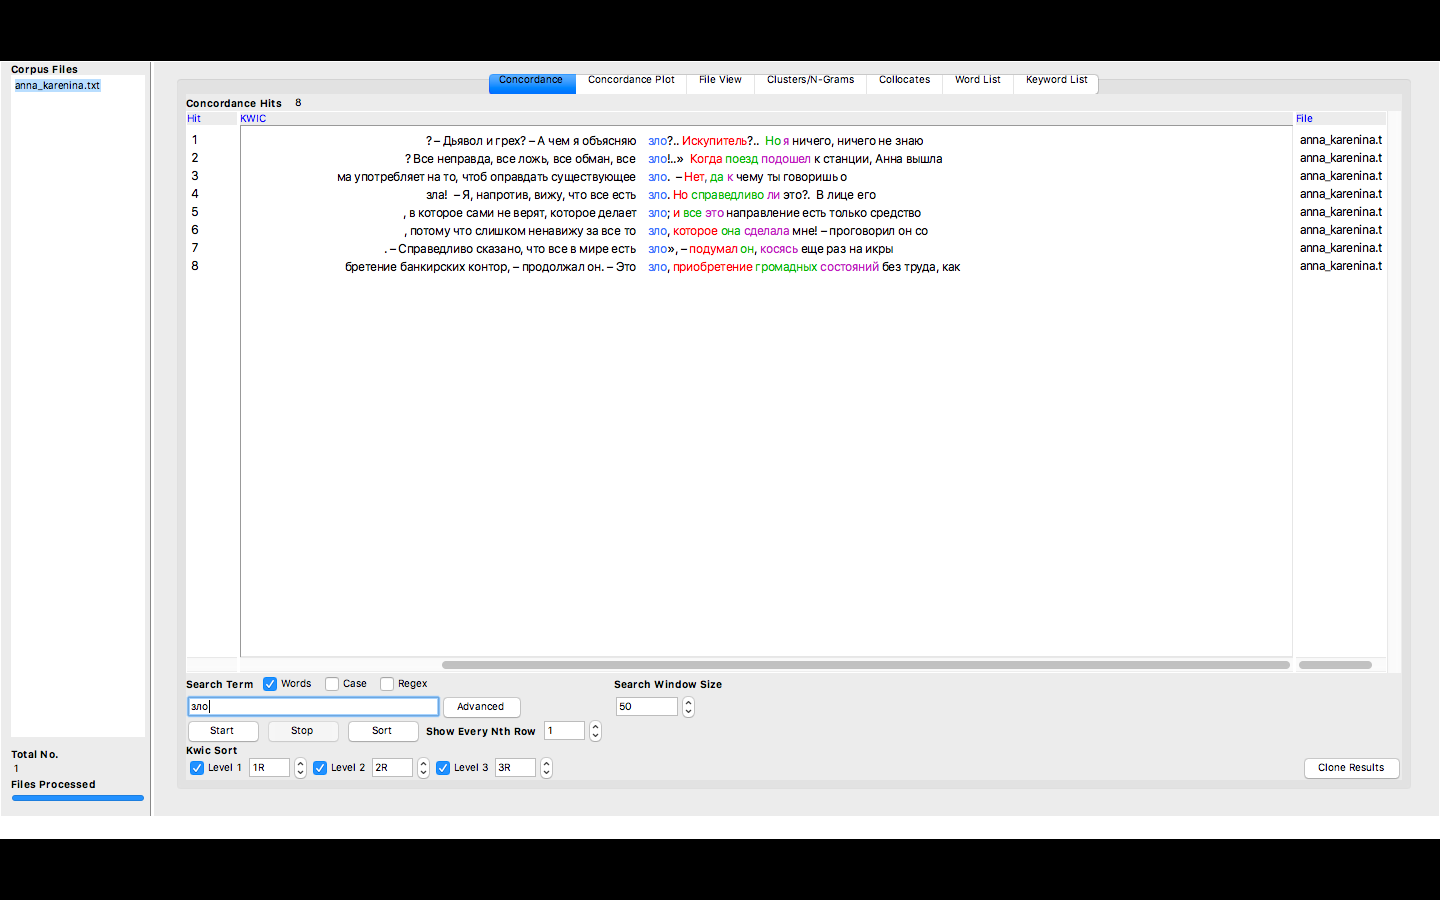 Corpus Files
anna_karenina.txt
Concordance Concordance Plot File View Clusters/N-Grams Collocates Word List Keyword List
Concordance Hits 8
Hit KWIC File
1 ? – Дьявол и грех? – А чем я объясняю зло?.. Искупитель?.. Но я ничего, ничего не знаю anna_karenina.t
2 ? Все неправда, все ложь, все обман, все зло!..» Когда поезд подошел к станции, Анна вышла anna_karenina.t
3 ма употребляет на то, чтоб оправдать существующее зло. – Нет, да к чему ты говоришь о anna_karenina.t
4 зла! – Я, напротив, вижу, что все есть зло. Но справедливо ли это?. В лице его anna_karenina.t
5 , в которое сами не верят, которое делает зло; и все это направление есть только средство anna_karenina.t
6 , потому что слишком ненавижу за все то зло, которое она сделала мне! – проговорил он со anna_karenina.t
7 . – Справедливо сказано, что все в мире есть зло», – подумал он, косясь еще раз на икры anna_karenina.t
8 бретение банкирских контор, – продолжал он. – Это зло, приобретение громадных состояний без труда, как anna_karenina.t
Search Term Words Case Regex Search Window Size
зло Advanced 50
Start Stop Sort Show Every Nth Row 1
Kwic Sort
Level 1 1R Level 2 2R Level 3 3R Clone Results
Total No.
1
Files Processed